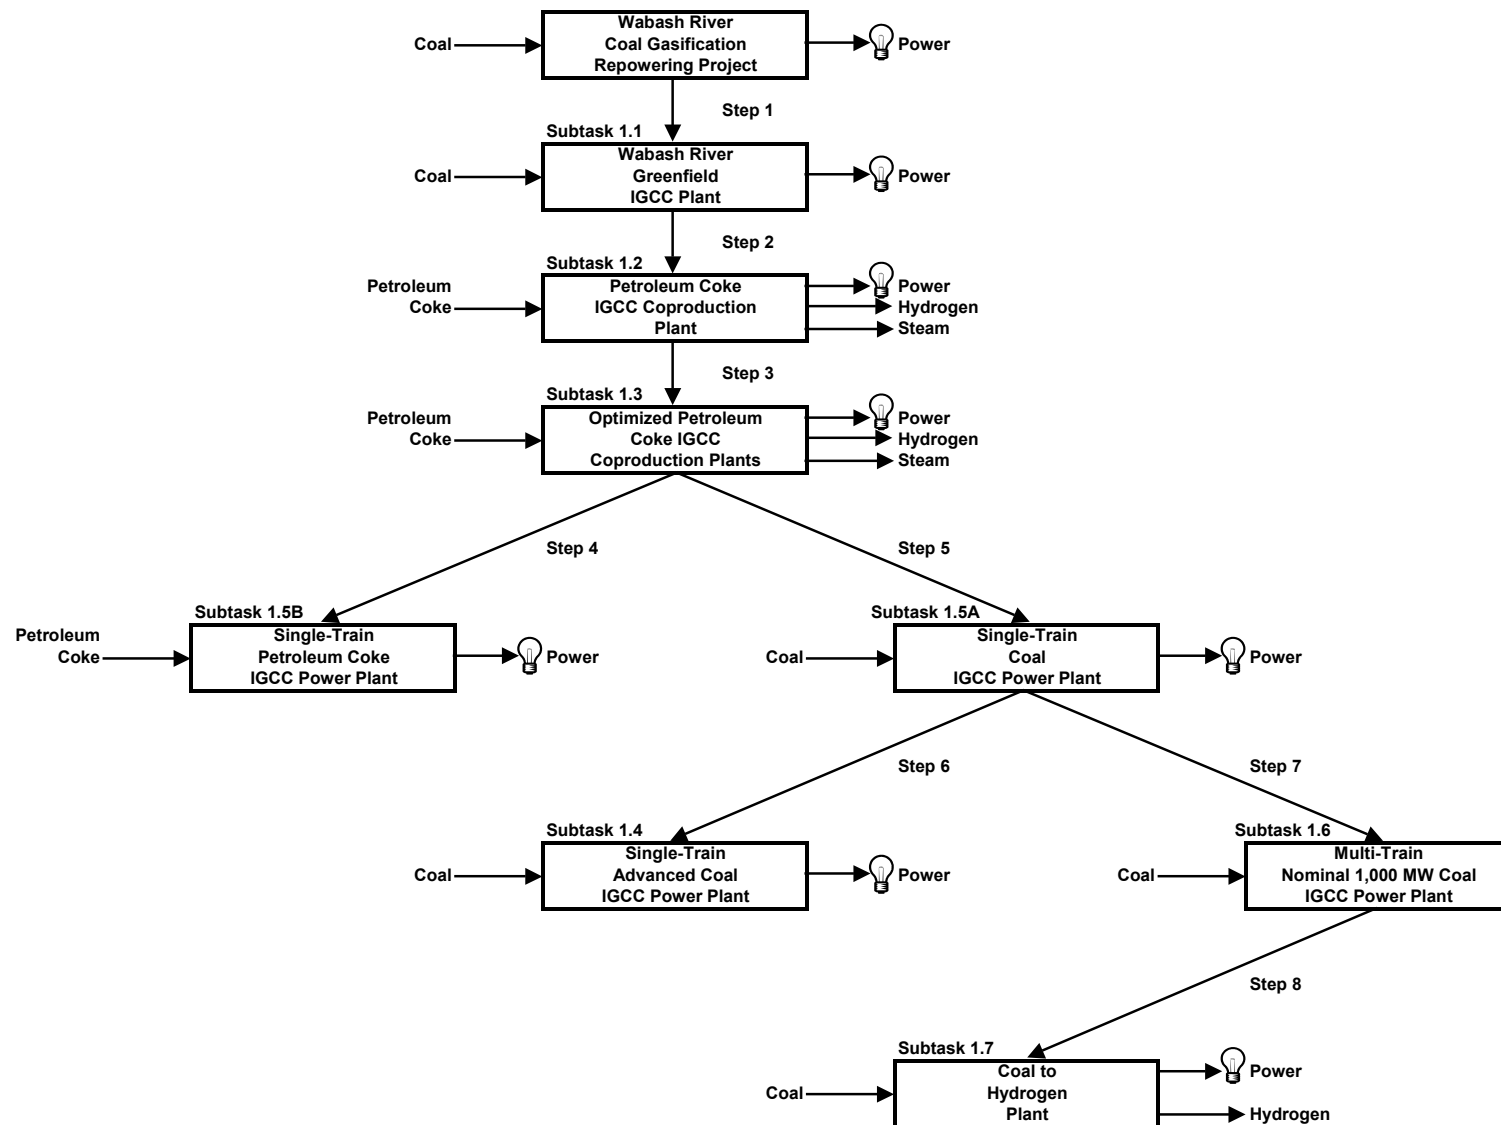 Wabash River
Coal Gasification
Repowering Project
Coal
Power
Step 1
Subtask 1.1
Wabash River
Greenfield
IGCC Plant
Coal
Power
Step 2
Subtask 1.2
Petroleum
Coke
Petroleum Coke
IGCC Coproduction
Plant
Power
Hydrogen
Steam
Step 3
Subtask 1.3
Petroleum
Coke
Optimized Petroleum
Coke IGCC
Coproduction Plants
Power
Hydrogen
Steam
Step 4
Step 5
Subtask 1.5B
Petroleum
Coke
Single-Train
Petroleum Coke
IGCC Power Plant
Power
Subtask 1.5A
Coal
Single-Train
Coal
IGCC Power Plant
Power
Step 6
Step 7
Subtask 1.4
Coal
Single-Train
Advanced Coal
IGCC Power Plant
Power
Subtask 1.6
Coal
Multi-Train
Nominal 1,000 MW Coal
IGCC Power Plant
Step 8
Subtask 1.7
Coal
Coal to
Hydrogen
Plant
Power
Hydrogen